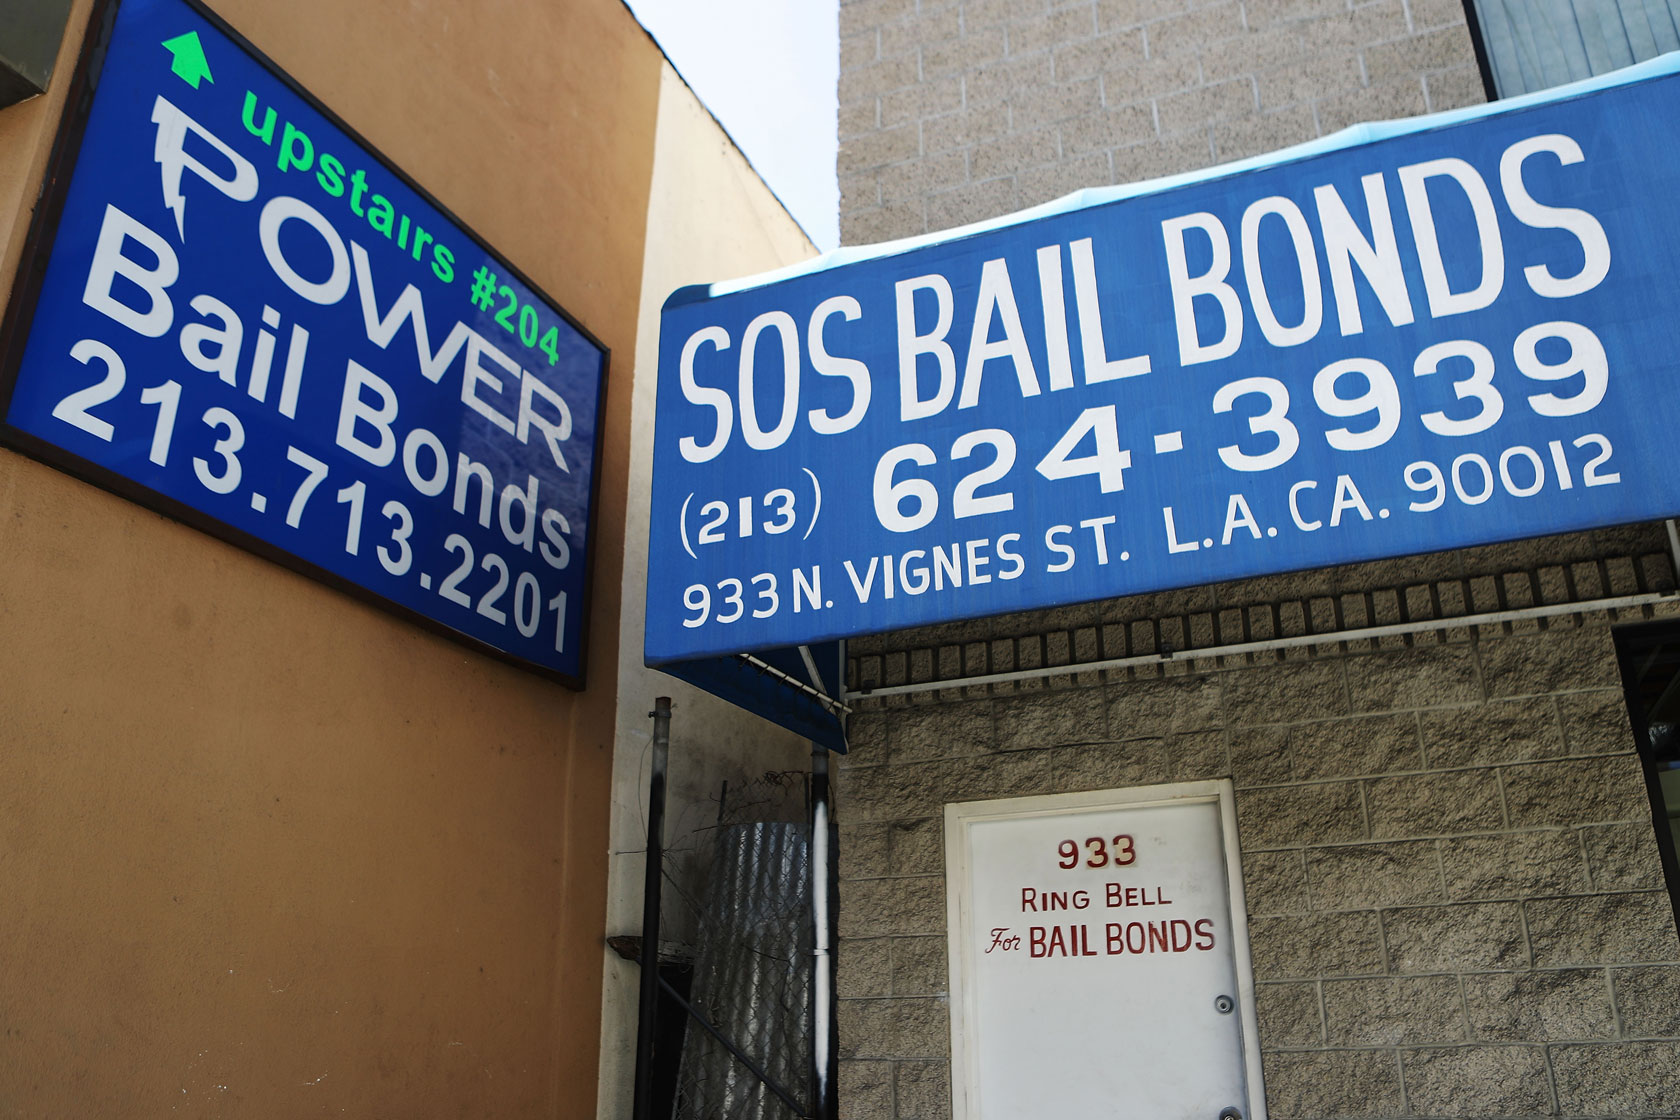 upstairs #204
POWER
Bail Bonds
213.713.2201
SOS BAIL BONDS
(213) 624-3939
933 N. VIGNES ST. L.A. CA. 90012
933
RING BELL
For BAIL BONDS